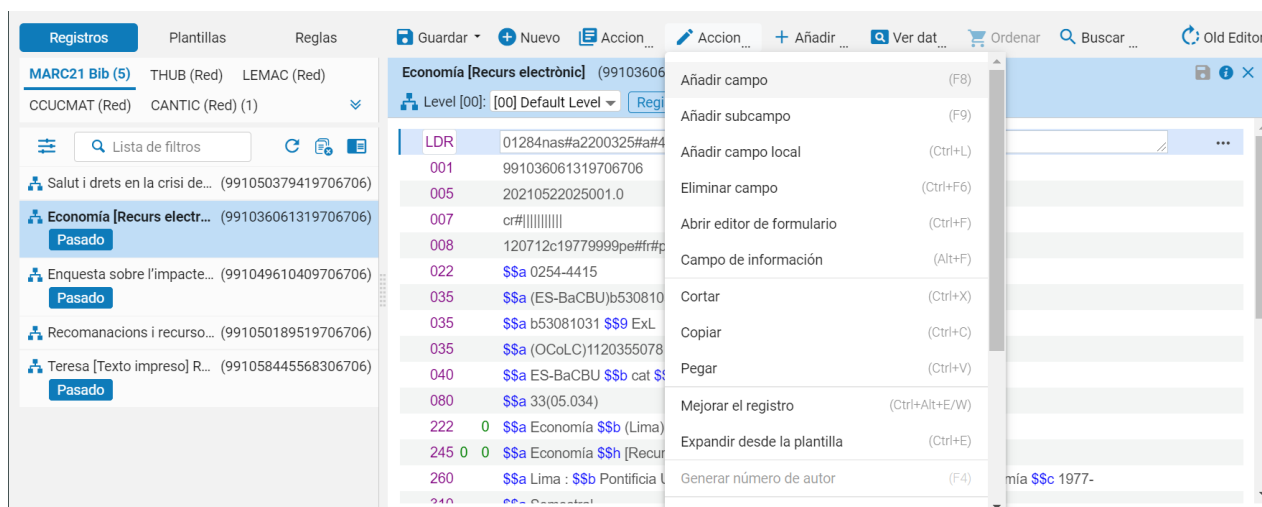 Registros Plantillas Reglas Guardar Nuevo Accion... Accion... Añadir ... Ver dat... Ordenar Buscar ... Old Editor
MARC21 Bib (5) THUB (Red) LEMAC (Red)
CCUCMAT (Red) CANTIC (Red) (1)
Lista de filtros
Salut i drets en la crisi de... (991050379419706706)
Economía [Recurs electr... (991036061319706706)
Pasado
Enquesta sobre l'impacte... (991049610409706706)
Pasado
Recomanacions i recurso... (991050189519706706)
Teresa [Texto impreso] R... (991058445568306706)
Pasado
Economía [Recurs electrònic] (99103606
Level [00]: [00] Default Level Regi
LDR 01284nas#a2200325#a#4
001 991036061319706706
005 20210522025001.0
007 cr#|||||||||||
008 120712c19779999pe#fr#p
022 $$a 0254-4415
035 $$a (ES-BaCBU)b530810
035 $$a b53081031 $$9 ExL
035 $$a (OCoLC)1120355078
040 $$a ES-BaCBU $$b cat $$
080 $$a 33(05.034)
222 0 $$a Economía $$b (Lima)
245 0 0 $$a Economía $$h [Recur
260 $$a Lima : $$b Pontificia U mía $$c 1977-
310 $$a Semestral
Añadir campo (F8)
Añadir subcampo (F9)
Añadir campo local (Ctrl+L)
Eliminar campo (Ctrl+F6)
Abrir editor de formulario (Ctrl+F)
Campo de información (Alt+F)
Cortar (Ctrl+X)
Copiar (Ctrl+C)
Pegar (Ctrl+V)
Mejorar el registro (Ctrl+Alt+E/W)
Expandir desde la plantilla (Ctrl+E)
Generar número de autor (F4)